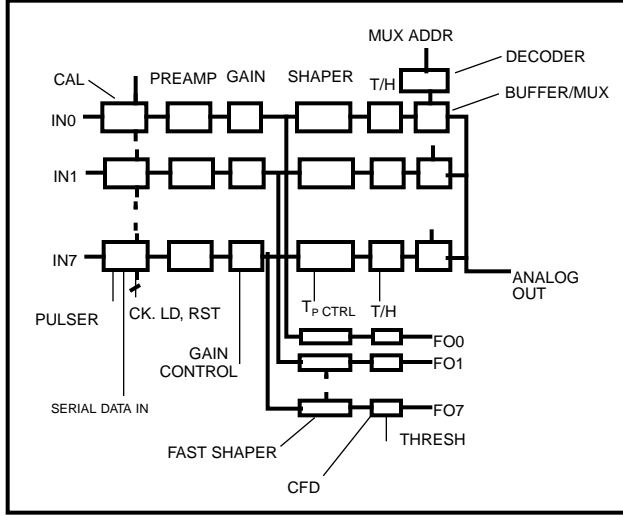 MUX ADDR
DECODER
CAL
PREAMP
GAIN
SHAPER
T/H
BUFFER/MUX
IN0
IN1
IN7
ANALOG
OUT
PULSER
CK. LD, RST
TP CTRL
T/H
GAIN
CONTROL
FO0
FO1
SERIAL DATA IN
FO7
FAST SHAPER
THRESH
CFD